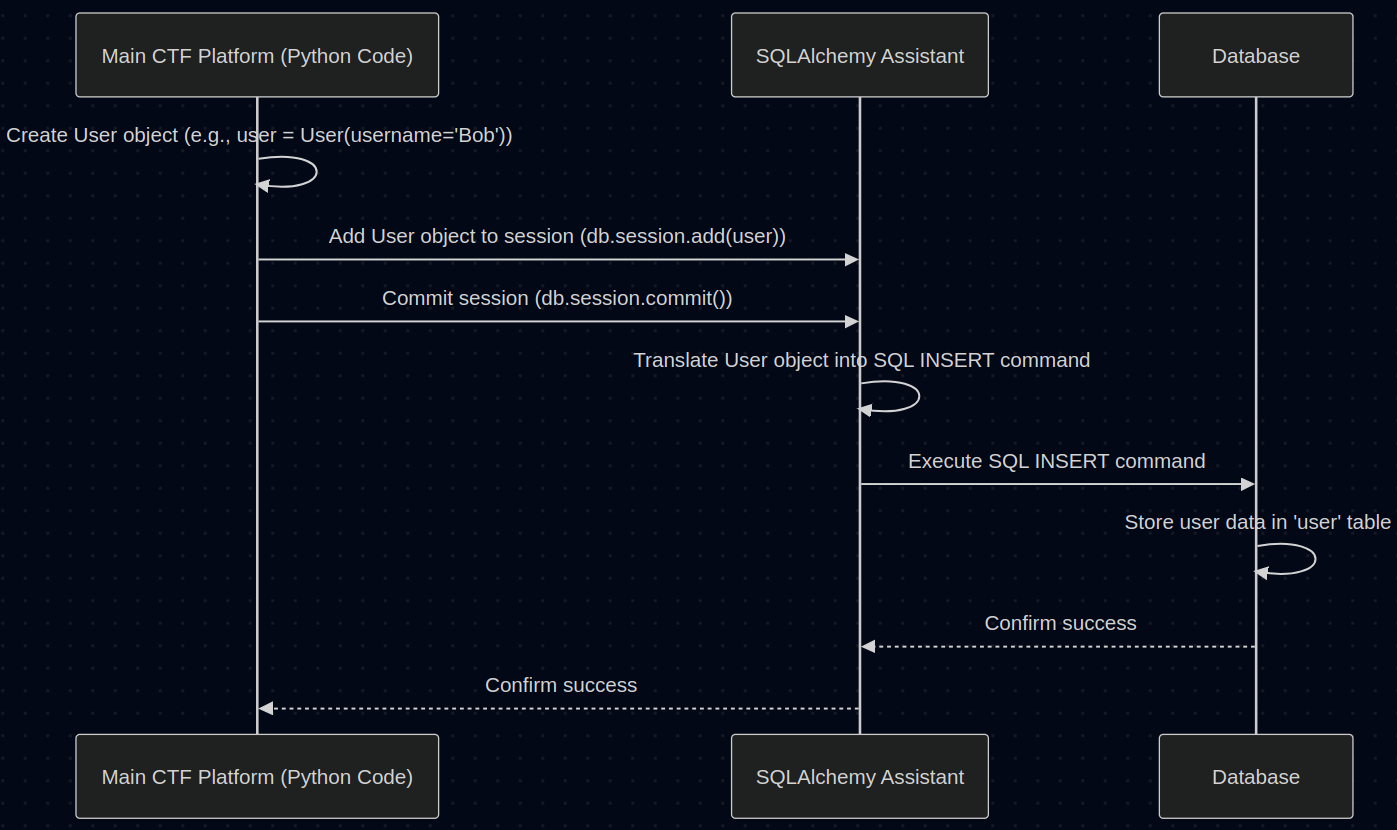 Main CTF Platform (Python Code)
SQLAlchemy Assistant
Database
Create User object (e.g., user = User(username='Bob'))
Add User object to session (db.session.add(user))
Commit session (db.session.commit())
Translate User object into SQL INSERT command
Execute SQL INSERT command
Store user data in 'user' table
Confirm success
Confirm success
Main CTF Platform (Python Code)
SQLAlchemy Assistant
Database